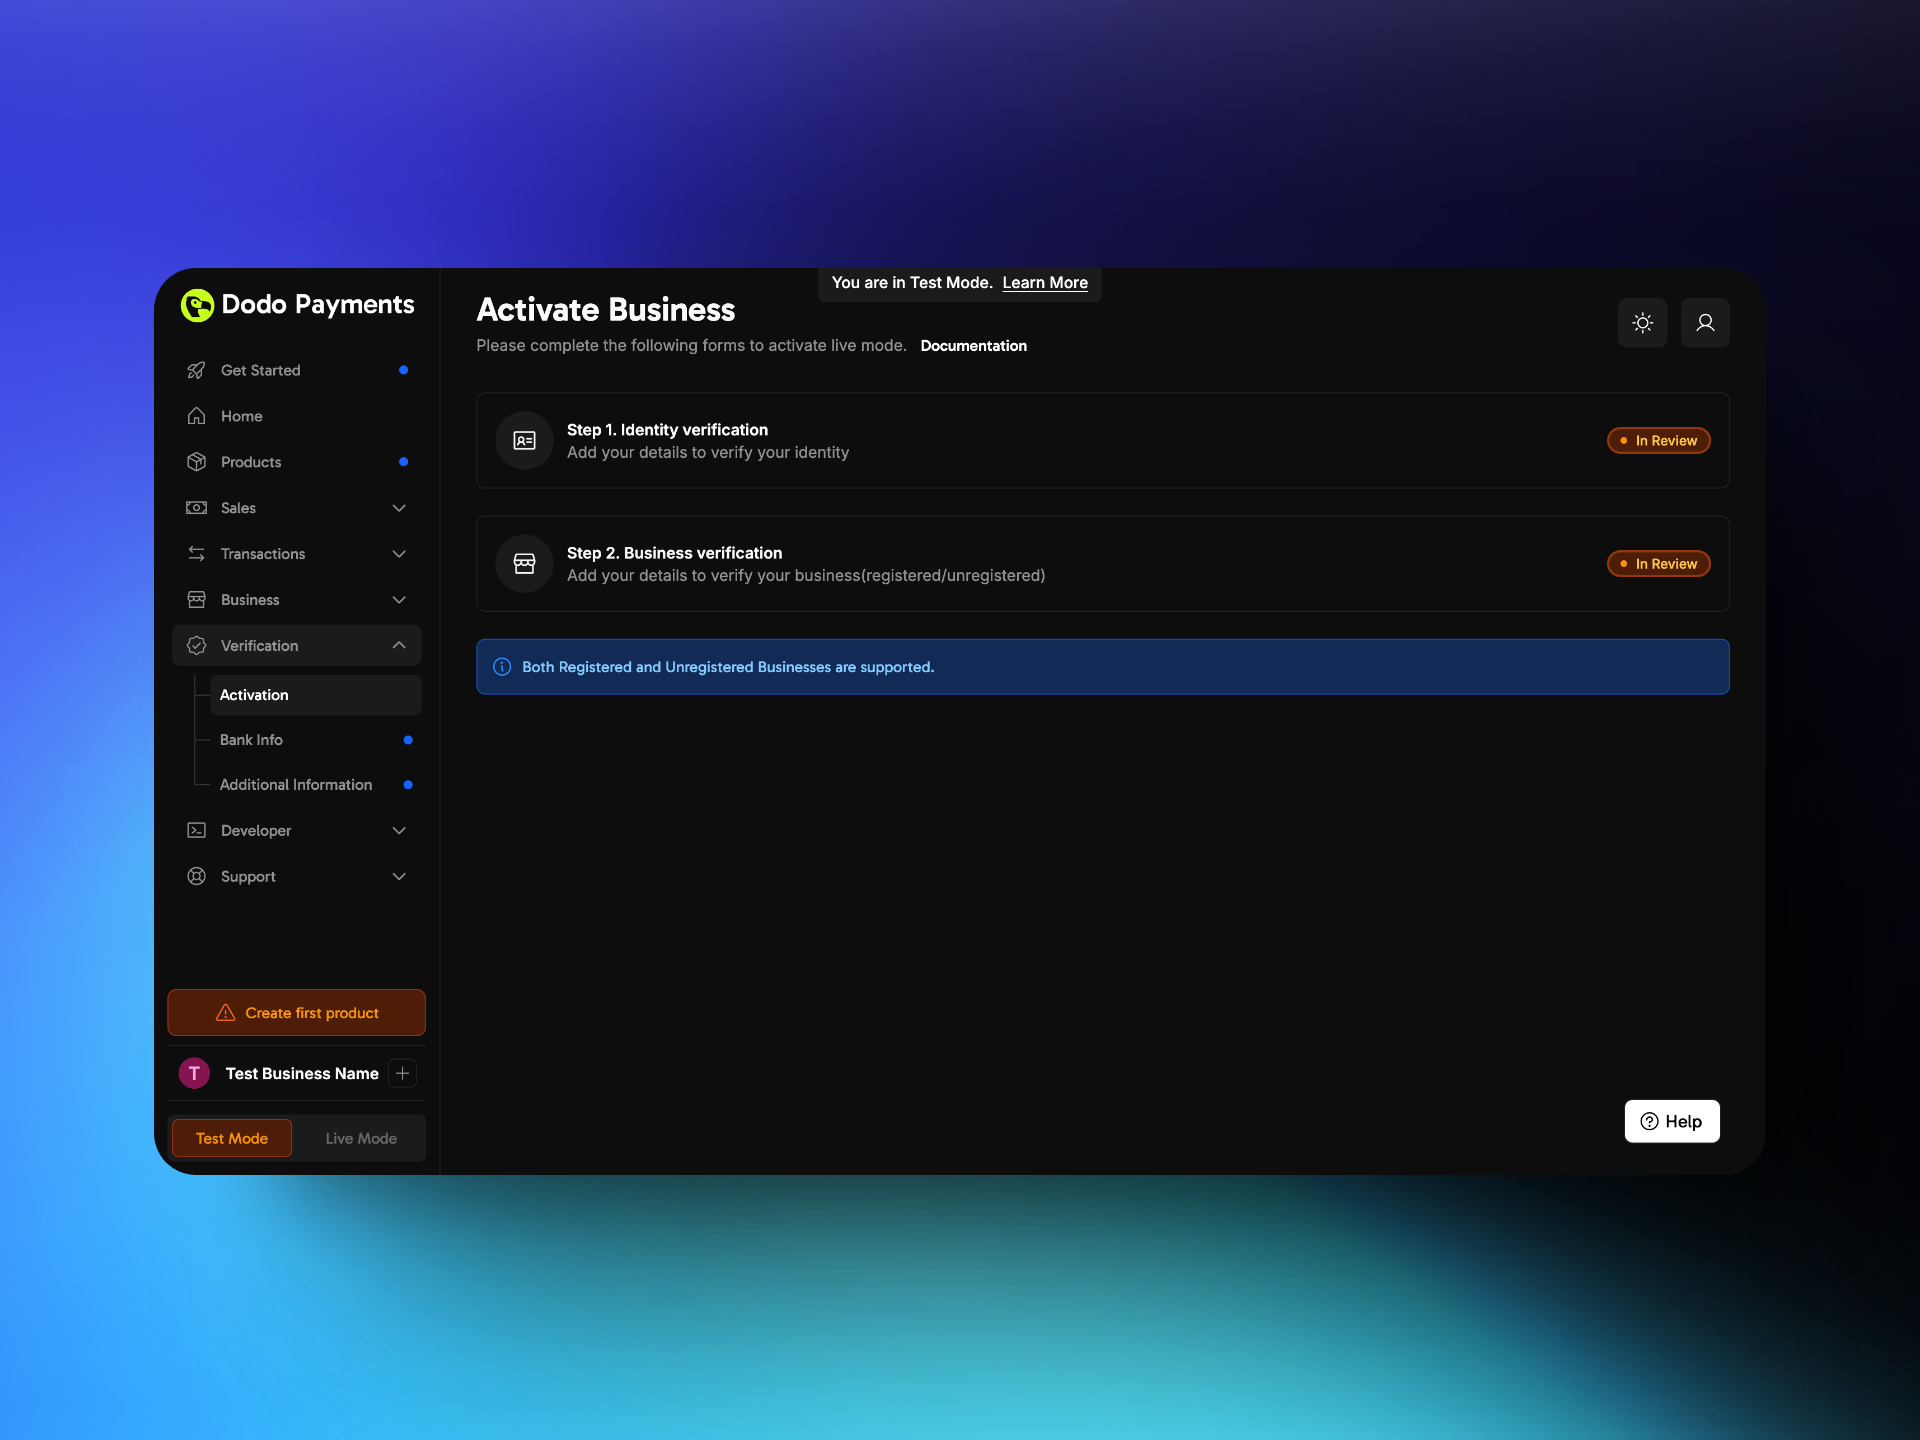 Dodo Payments
Get Started
Home
Products
Sales
Transactions
Business
Verification
Activation
Bank Info
Additional Information
Developer
Support
Create first product
T
Test Business Name
Test Mode
Live Mode
You are in Test Mode. Learn More
Activate Business
Please complete the following forms to activate live mode. Documentation
Step 1. Identity verification
Add your details to verify your identity
In Review
Step 2. Business verification
Add your details to verify your business(registered/unregistered)
In Review
Both Registered and Unregistered Businesses are supported.
Help